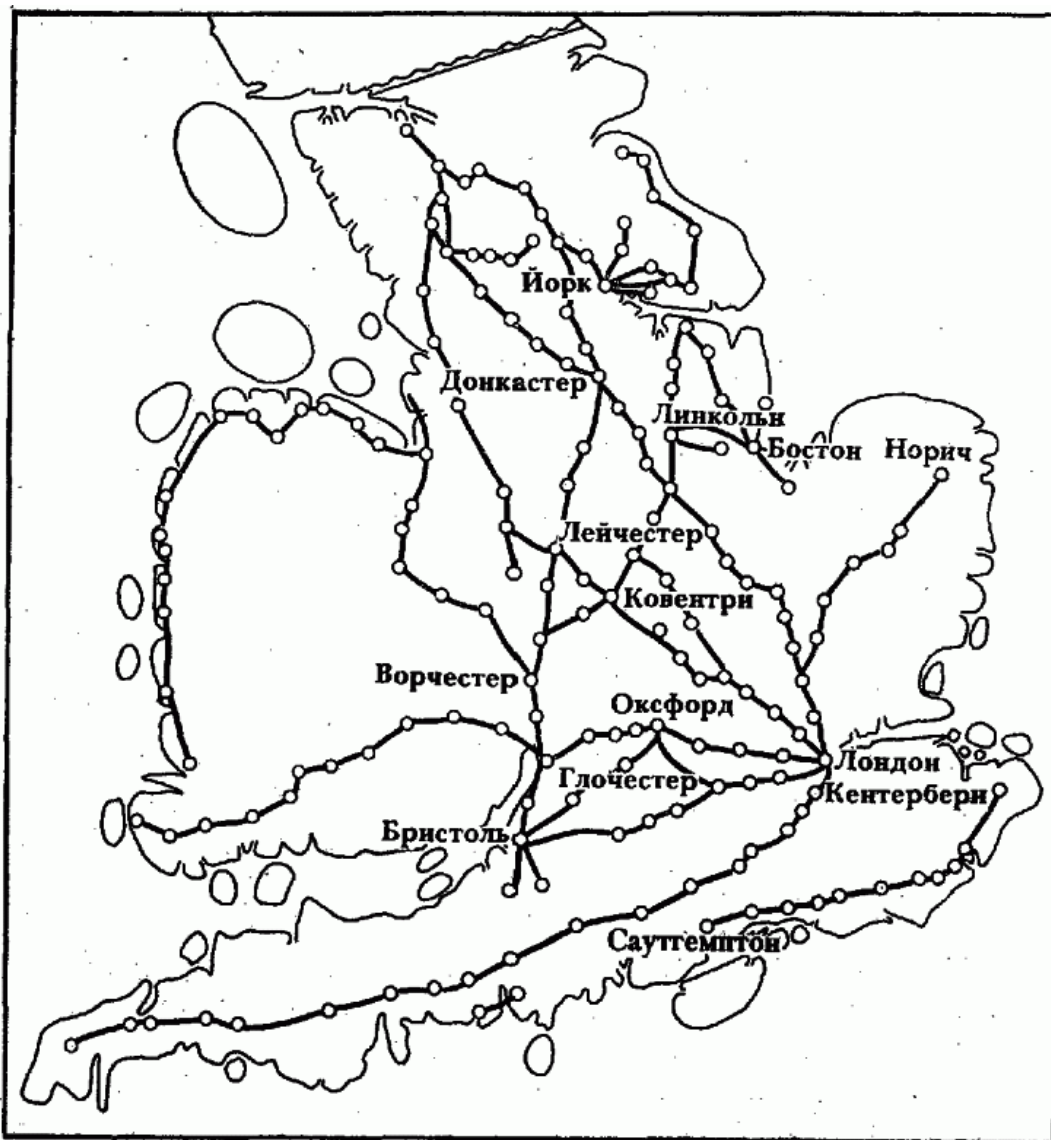 Йорк
Донкастер
Линкольн
Бостон
Норич
Лейчестер
Ковентри
Ворчестер
Оксфорд
Лондон
Глочестер
Кентербери
Бристоль
Саутгемптон